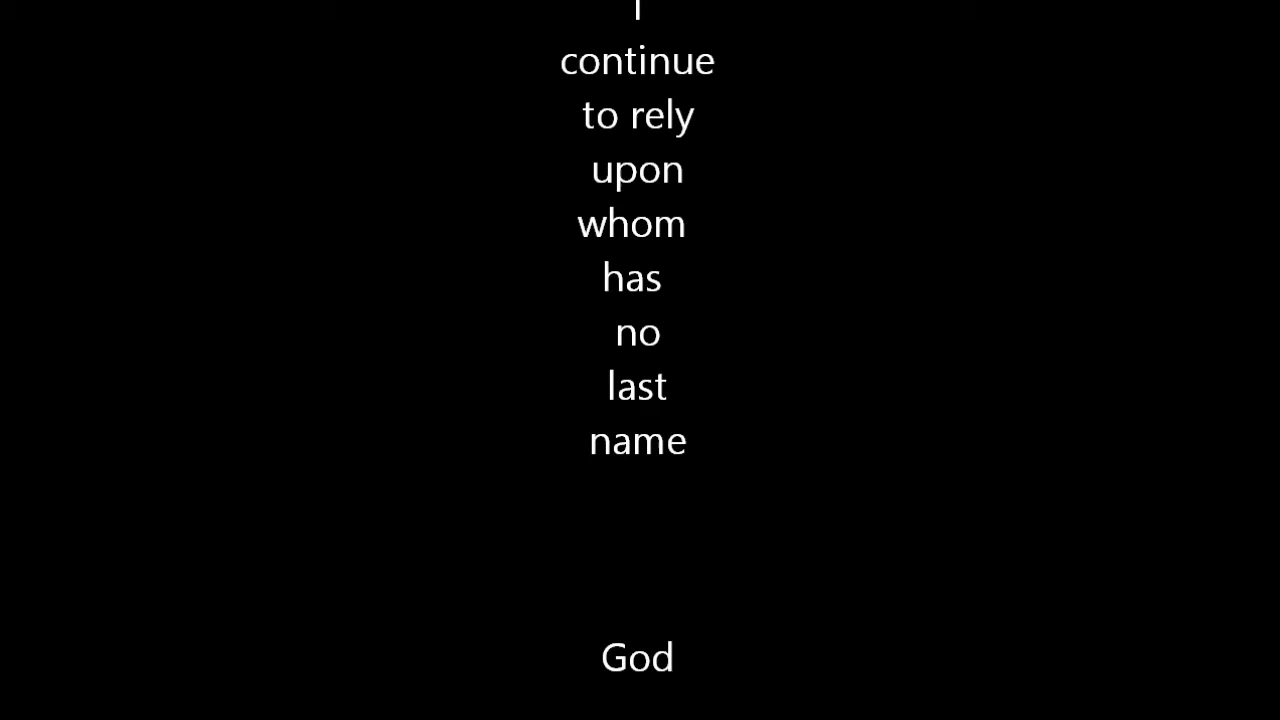 I
continue
to rely
upon
whom
has
no
last
name
God